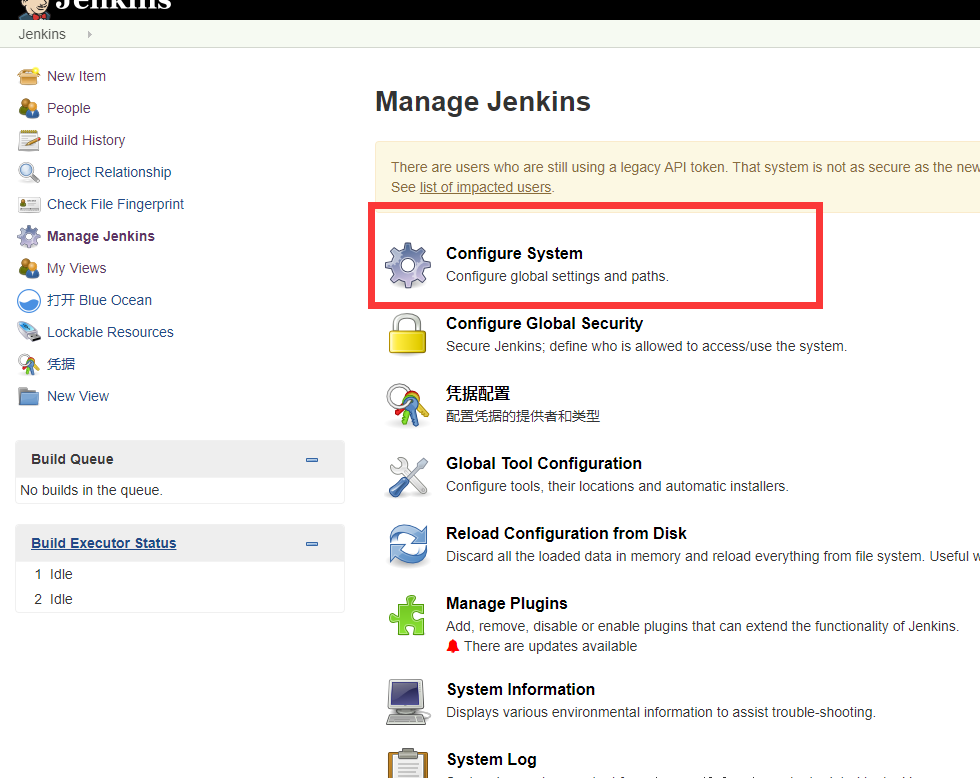 Jenkins
Jenkins
New Item
People
Build History
Project Relationship
Check File Fingerprint
Manage Jenkins
My Views
打开 Blue Ocean
Lockable Resources
凭据
New View
Build Queue
No builds in the queue.
Build Executor Status
1 Idle
2 Idle
Manage Jenkins
There are users who are still using a legacy API token. That system is not as secure as the new
See list of impacted users.
Configure System
Configure global settings and paths.
Configure Global Security
Secure Jenkins; define who is allowed to access/use the system.
凭据配置
配置凭据的提供者和类型
Global Tool Configuration
Configure tools, their locations and automatic installers.
Reload Configuration from Disk
Discard all the loaded data in memory and reload everything from file system. Useful w
Manage Plugins
Add, remove, disable or enable plugins that can extend the functionality of Jenkins.
There are updates available
System Information
Displays various environmental information to assist trouble-shooting.
System Log